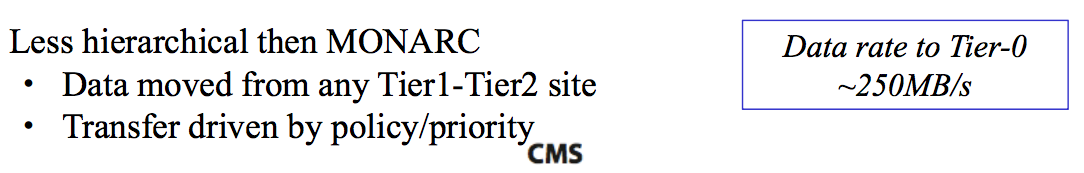 Less hierarchical then MONARC
• Data moved from any Tier1-Tier2 site
• Transfer driven by policy/priority
CMS
Data rate to Tier-0
~250MB/s